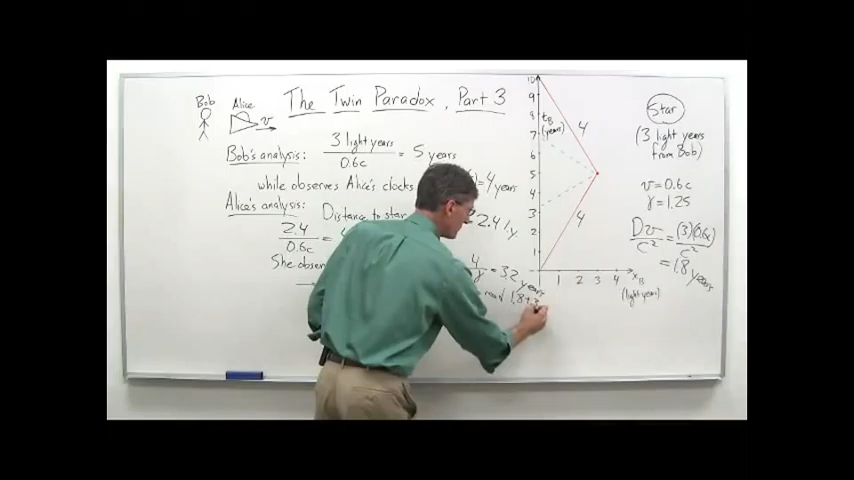 Bob
Alice
v
The Twin Paradox, Part 3
Bob's analysis: 3 light years / 0.6c = 5 years
while observes Alice's clocks = 4 years
Alice's analysis: Distance to star = 2.4 l.y.
2.4 / 0.6c =
She obser
4 / γ = 3.2 years
1.8+3
10
9
8
7
6
5
4
3
2
1
t_B
(years)
4
4
1 2 3 4 x_B
(light years)
Star
(3 light years
from Bob)
v = 0.6c
γ = 1.25
Dv / c² = (3)(0.6c) / c²
= 1.8 years